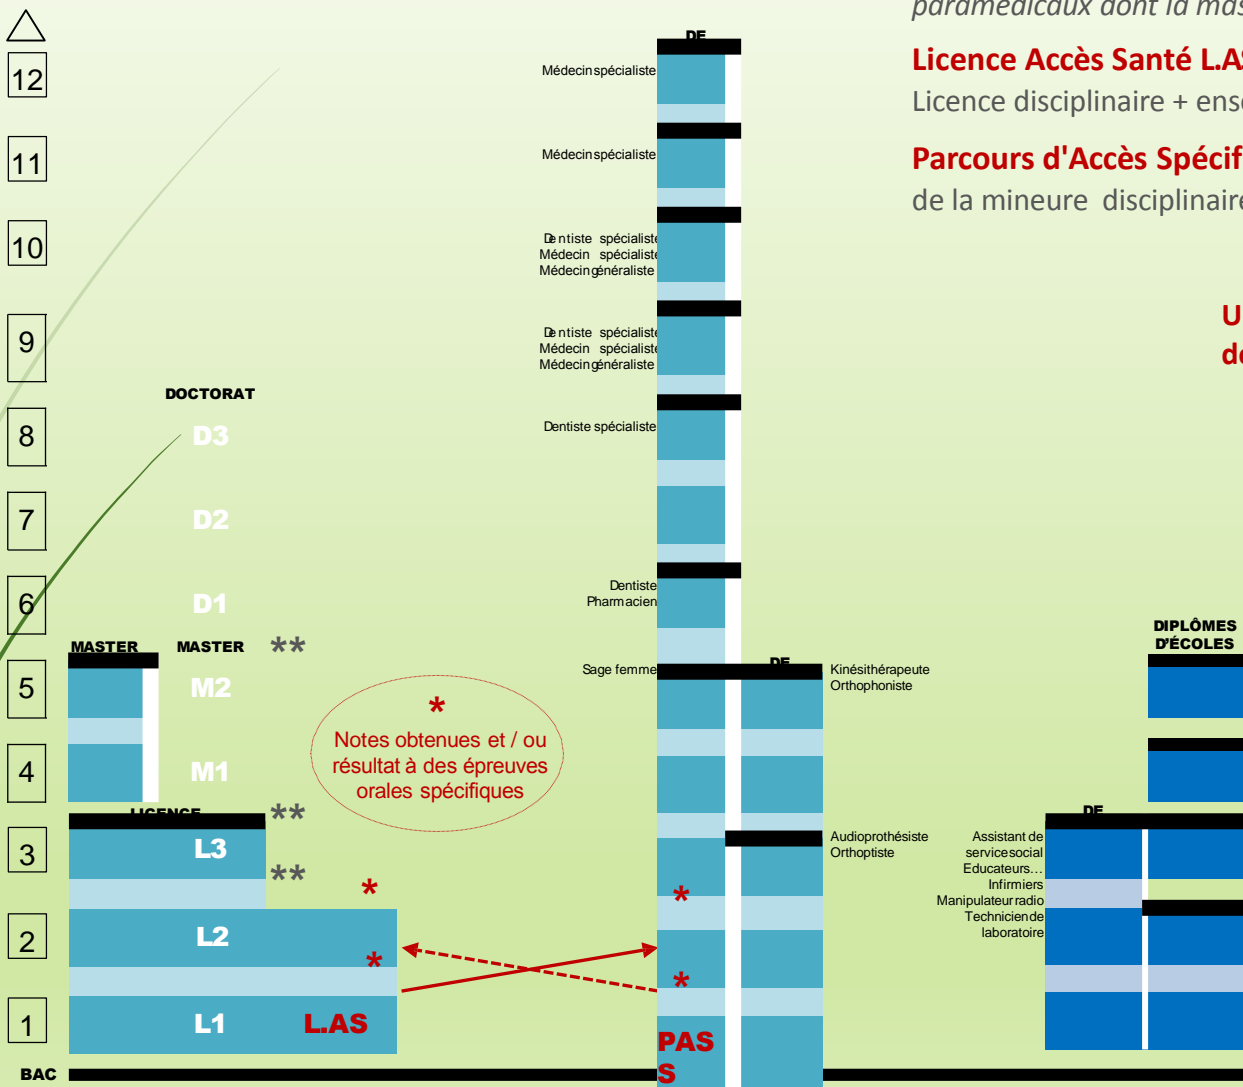 paramédicaux dont la mas
Licence Accès Santé L.AS
Licence disciplinaire + ens
Parcours d'Accès Spécif
de la mineure disciplinaire
U
de
12
11
10
9
8
7
6
5
4
3
2
1
BAC
DE
Médecin spécialiste
Médecin spécialiste
Dentiste spécialiste
Médecin spécialiste
Médecin généraliste
Dentiste spécialiste
Médecin spécialiste
Médecin généraliste
Dentiste spécialiste
Dentiste
Pharmacien
Sage femme
DE
Kinésithérapeute
Orthophoniste
Audioprothésiste
Orthoptiste
DOCTORAT
D3
D2
D1
MASTER
MASTER **
M2
M1
LICENCE
**
L3
**
*
L2
*
L1
L.AS
*
Notes obtenues et / ou
résultat à des épreuves
orales spécifiques
*
*
PAS
S
DIPLÔMES
D'ÉCOLES
DE
Assistant de
service social
Educateurs...
Infirmiers
Manipulateur radio
Technicien de
laboratoire